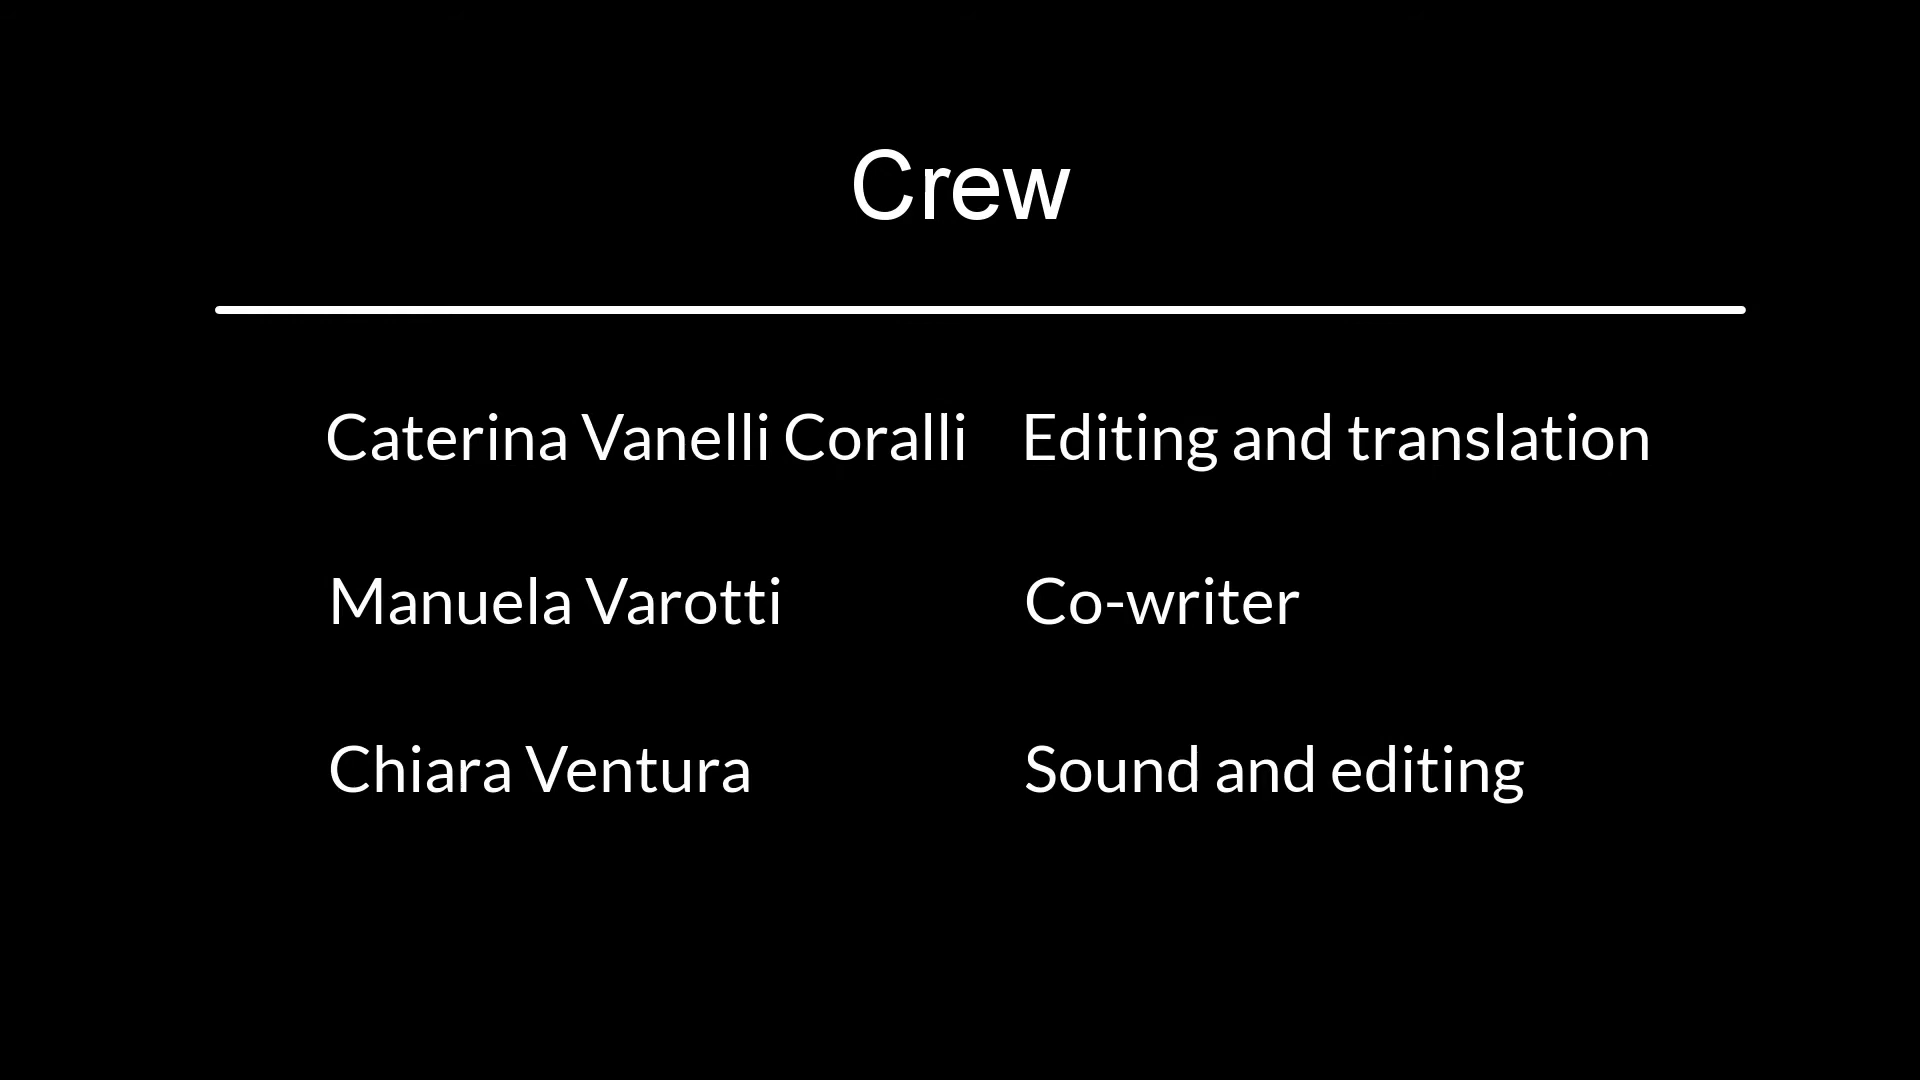 Crew
Caterina Vanelli Coralli Editing and translation
Manuela Varotti Co-writer
Chiara Ventura Sound and editing